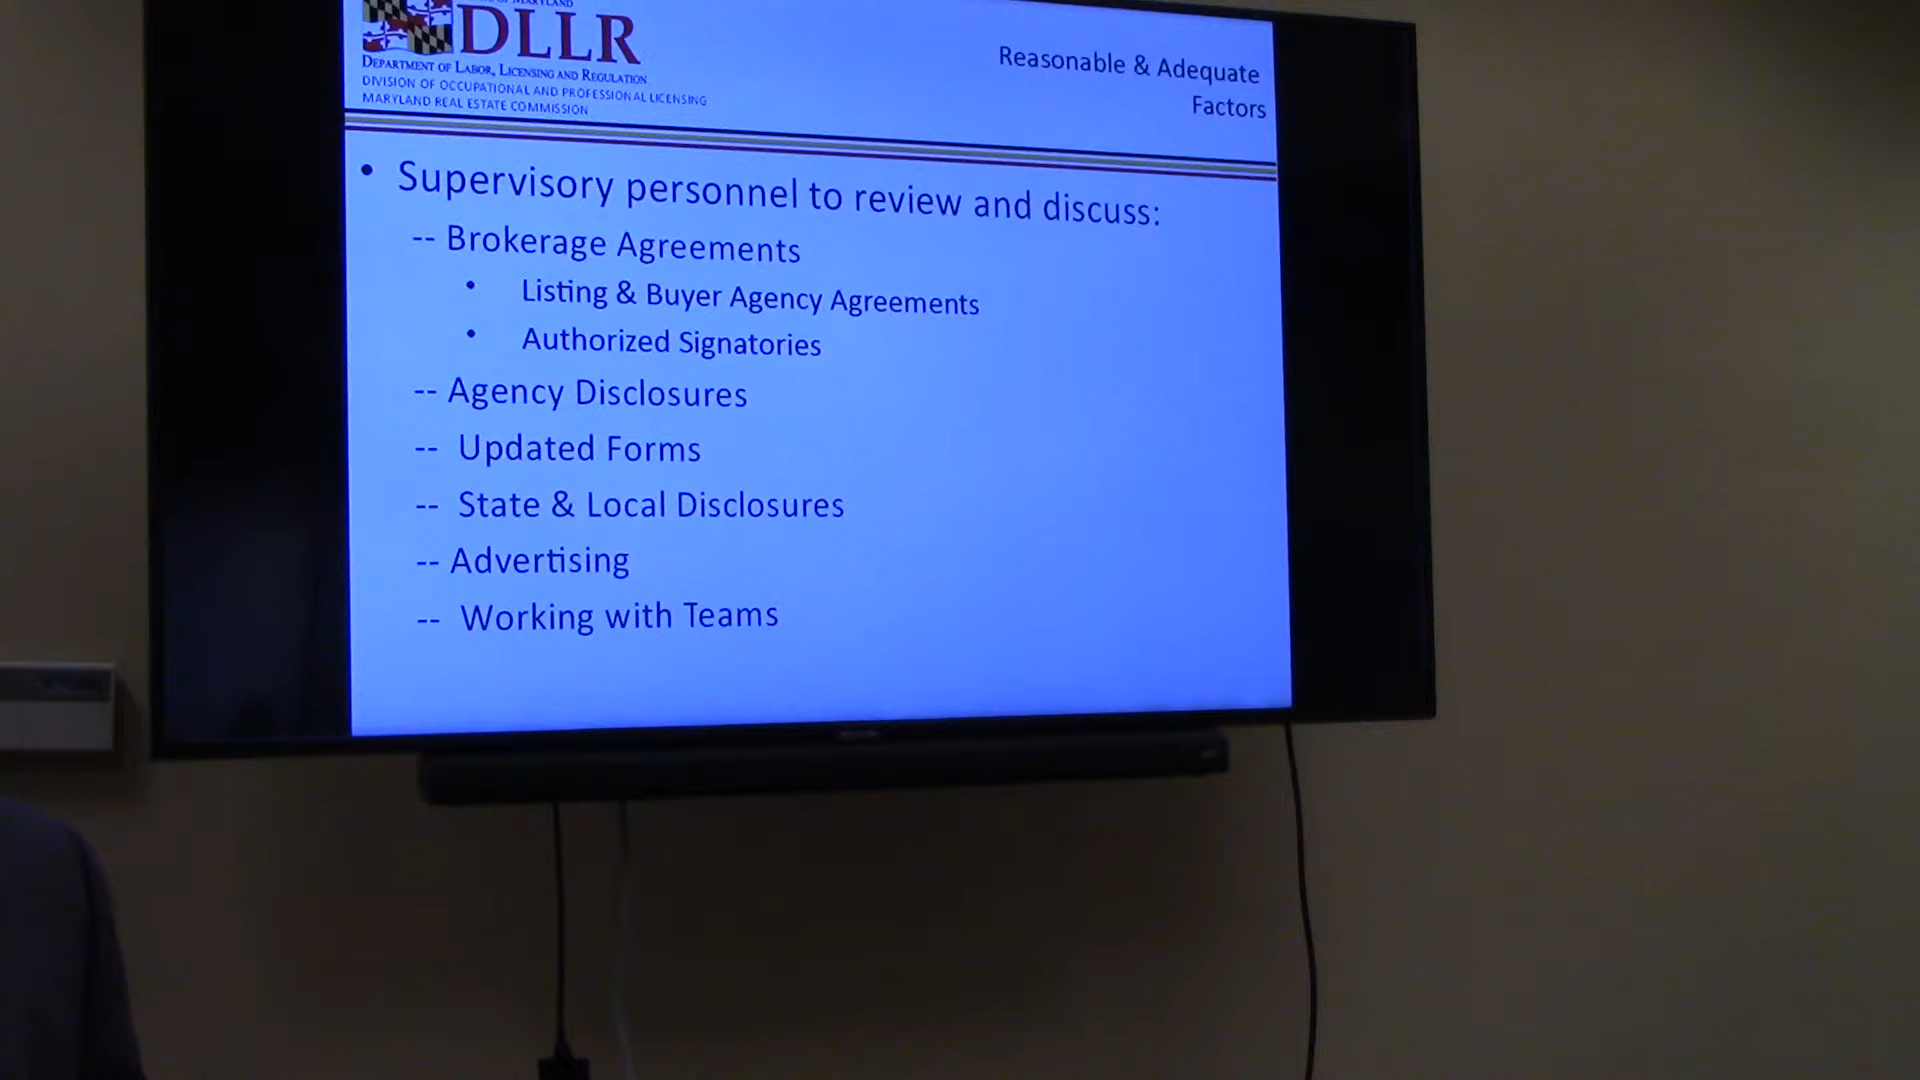 DLLR
DEPARTMENT OF LABOR, LICENSING AND REGULATION
DIVISION OF OCCUPATIONAL AND PROFESSIONAL LICENSING
MARYLAND REAL ESTATE COMMISSION
Reasonable & Adequate
Factors
• Supervisory personnel to review and discuss:
-- Brokerage Agreements
• Listing & Buyer Agency Agreements
• Authorized Signatories
-- Agency Disclosures
-- Updated Forms
-- State & Local Disclosures
-- Advertising
-- Working with Teams